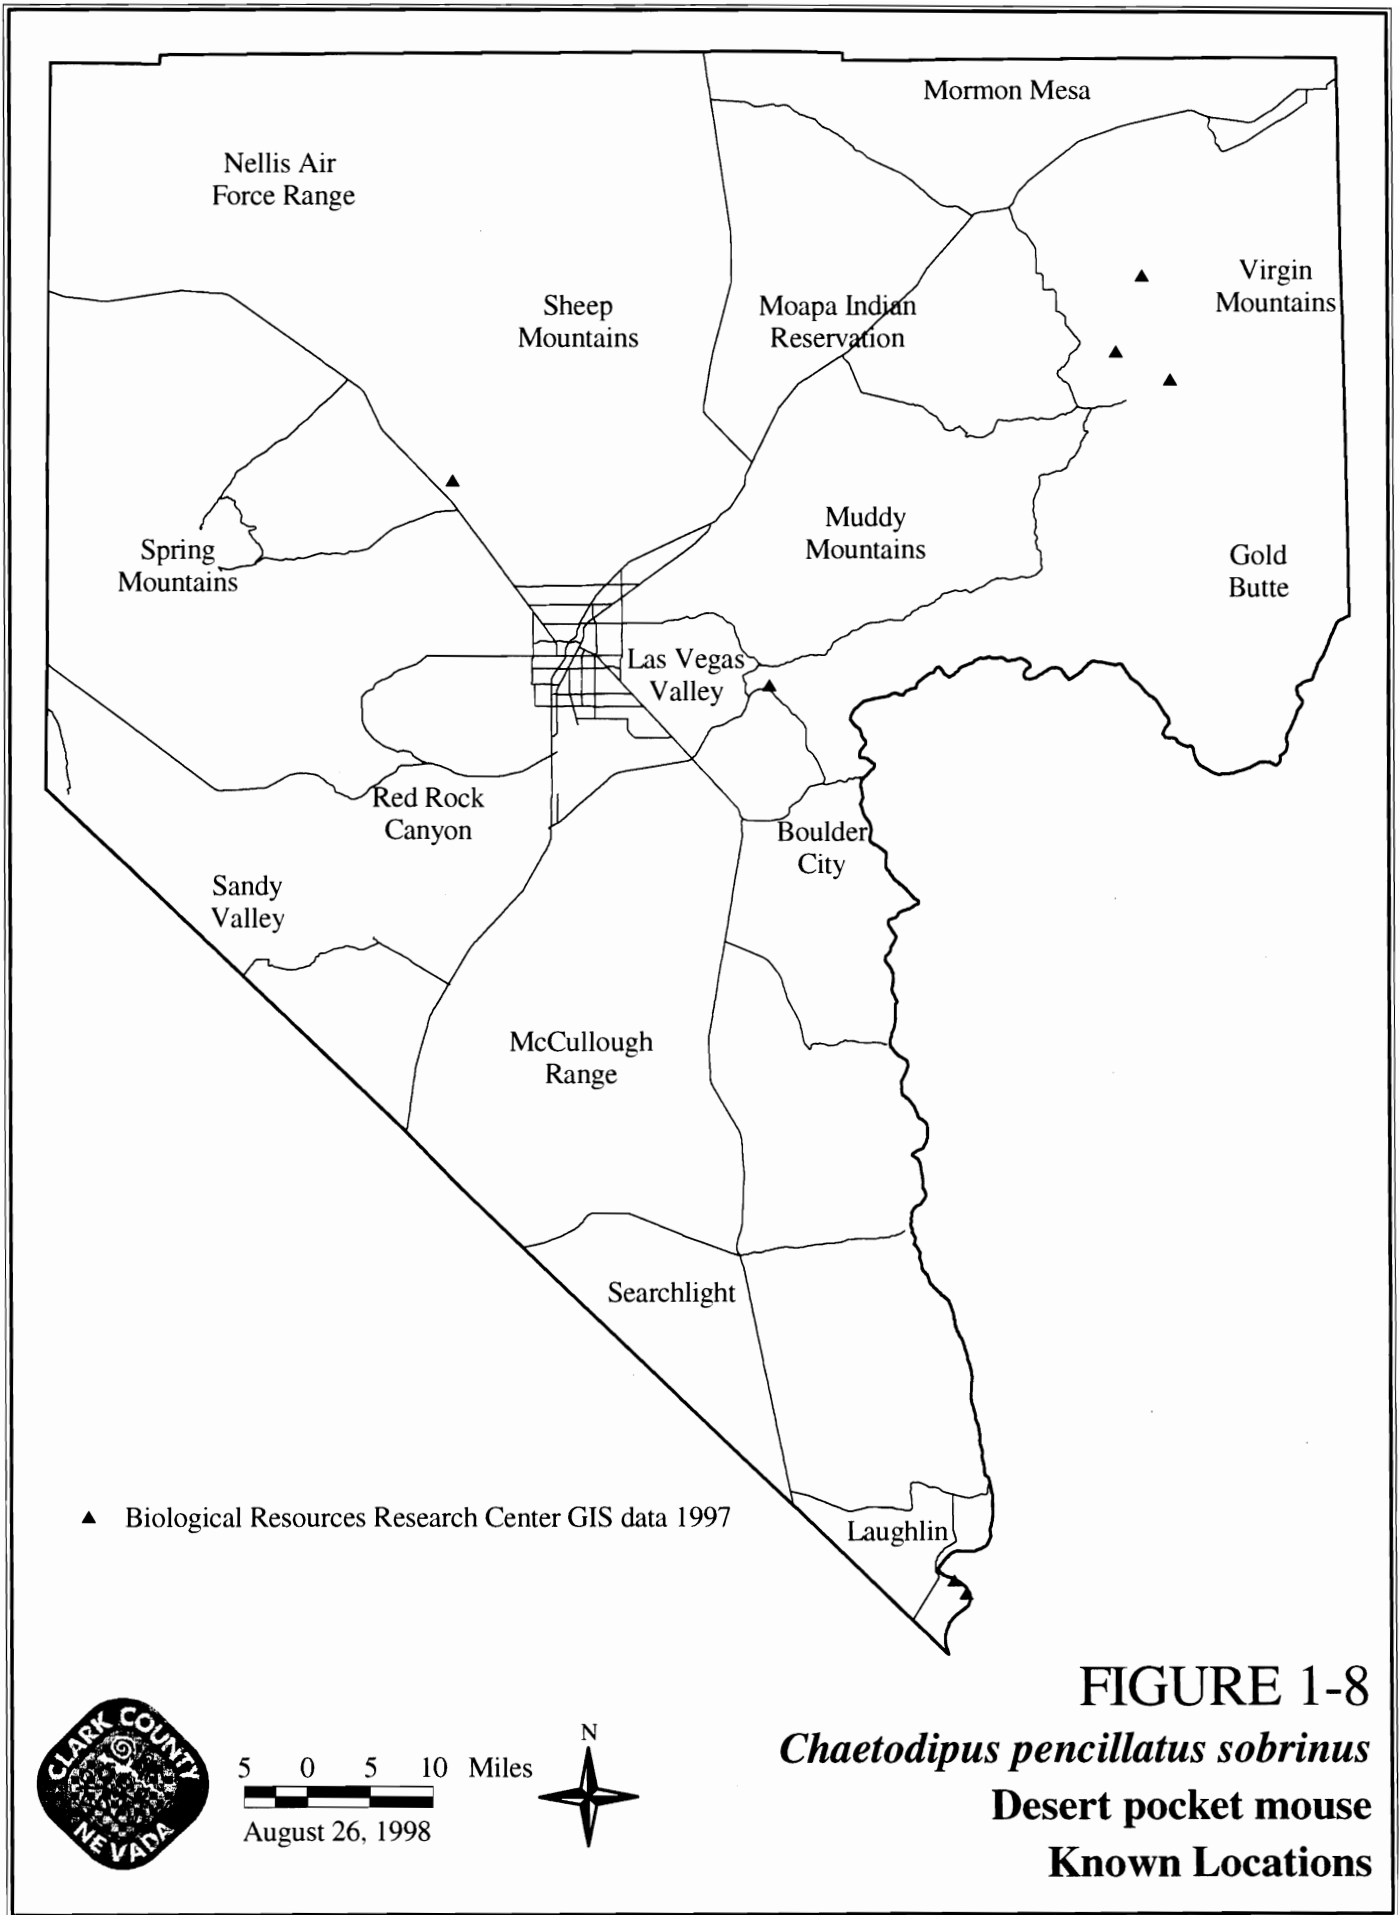 Mormon Mesa
Nellis Air
Force Range
Virgin
Mountains
Sheep
Mountains
Moapa Indian
Reservation
Muddy
Mountains
Spring
Mountains
Gold
Butte
Las Vegas
Valley
Red Rock
Canyon
Boulder
City
Sandy
Valley
McCullough
Range
Searchlight
▲ Biological Resources Research Center GIS data 1997
Laughlin
FIGURE 1-8
Chaetodipus pencillatus sobrinus
Desert pocket mouse
Known Locations
CLARK COUNTY
NEVADA
5 0 5 10 Miles
August 26, 1998
N